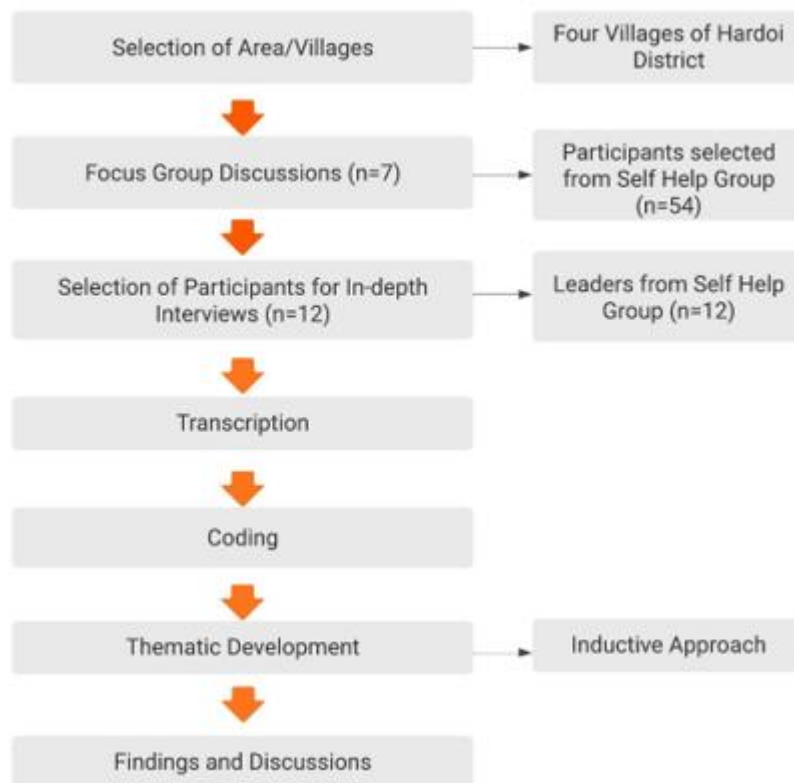 Selection of Area/Villages
Four Villages of Hardoi
District
Focus Group Discussions (n=7)
Participants selected
from Self Help Group
(n=54)
Selection of Participants for In-depth
Interviews (n=12)
Leaders from Self Help
Group (n=12)
Transcription
Coding
Thematic Development
Inductive Approach
Findings and Discussions